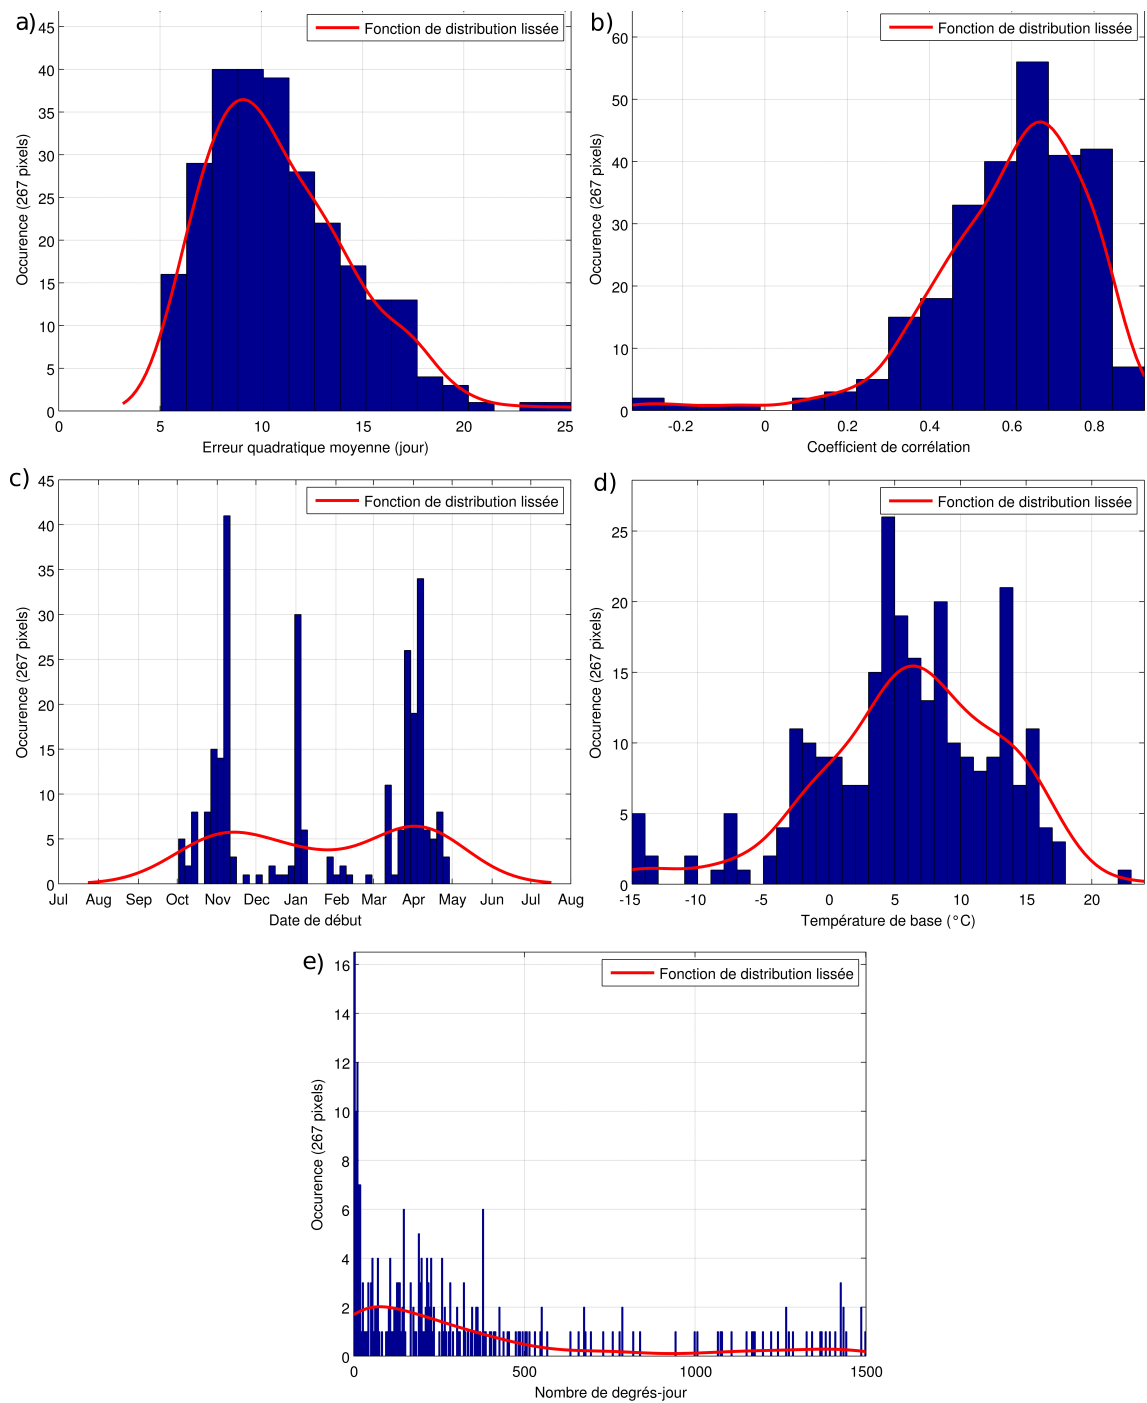 a)
Fonction de distribution lissée
45
40
35
30
25
20
15
10
5
0
0 5 10 15 20 25
Occurence (267 pixels)
Erreur quadratique moyenne (jour)
b)
Fonction de distribution lissée
60
50
40
30
20
10
0
-0.2 0 0.2 0.4 0.6 0.8
Occurence (267 pixels)
Coefficient de corrélation
c)
Fonction de distribution lissée
45
40
35
30
25
20
15
10
5
0
Jul Aug Sep Oct Nov Dec Jan Feb Mar Apr May Jun Jul Aug
Occurence (267 pixels)
Date de début
d)
Fonction de distribution lissée
25
20
15
10
5
0
-15 -10 -5 0 5 10 15 20
Occurence (267 pixels)
Température de base (°C)
e)
Fonction de distribution lissée
16
14
12
10
8
6
4
2
0
0 500 1000 1500
Occurence (267 pixels)
Nombre de degrés-jour